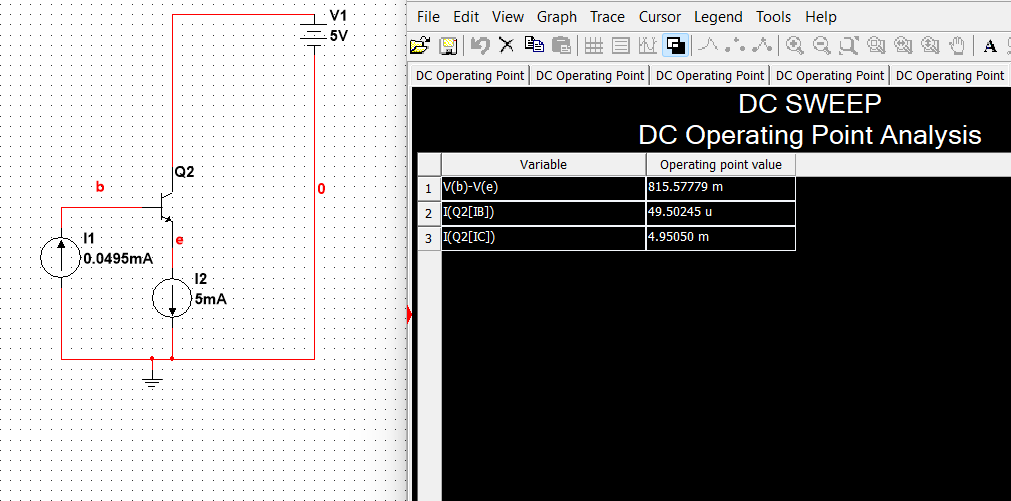 V1
5V
Q2
b
0
I1
0.0495mA
e
I2
5mA
File Edit View Graph Trace Cursor Legend Tools Help
A
DC Operating Point DC Operating Point DC Operating Point DC Operating Point DC Operating Point
DC SWEEP
DC Operating Point Analysis
Variable Operating point value
1 V(b)-V(e) 815.57779 m
2 I(Q2[IB]) 49.50245 u
3 I(Q2[IC]) 4.95050 m